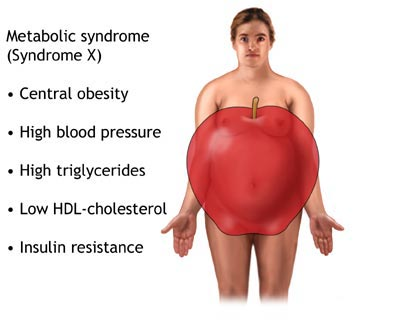 Metabolic syndrome
(Syndrome X)
• Central obesity
• High blood pressure
• High triglycerides
• Low HDL-cholesterol
• Insulin resistance